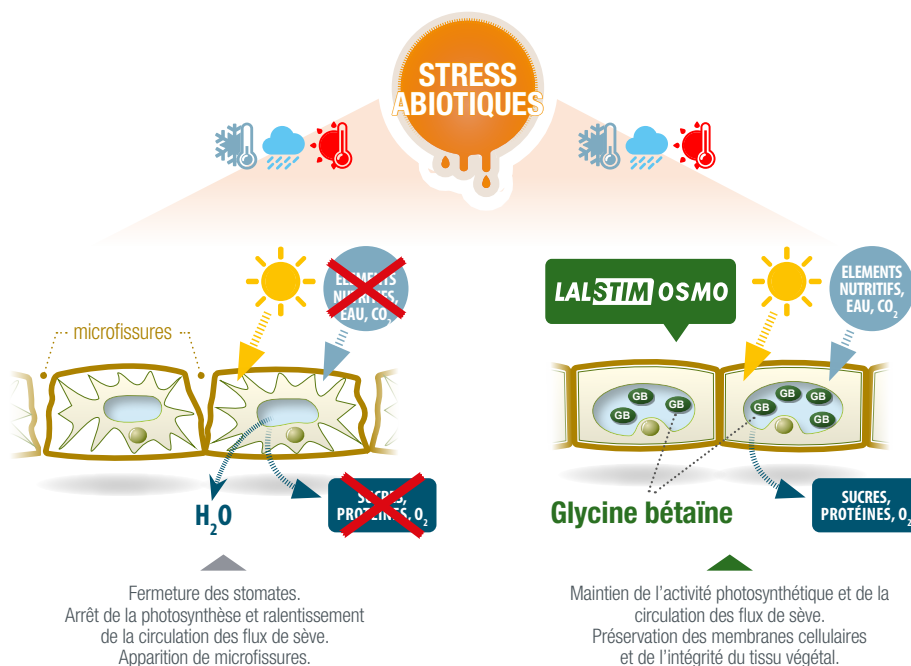 STRESS
ABIOTIQUES
ELEMENTS
NUTRITIFS,
EAU, CO₂
microfissures
H₂O
SUCRES,
PROTÉINES, O₂
Fermeture des stomates.
Arrêt de la photosynthèse et ralentissement
de la circulation des flux de sève.
Apparition de microfissures.
LALSTIM OSMO
ELEMENTS
NUTRITIFS,
EAU, CO₂
GB
GB
GB
GB
GB
GB
GB
Glycine bétaïne
SUCRES,
PROTÉINES, O₂
Maintien de l'activité photosynthétique et de la
circulation des flux de sève.
Préservation des membranes cellulaires
et de l'intégrité du tissu végétal.